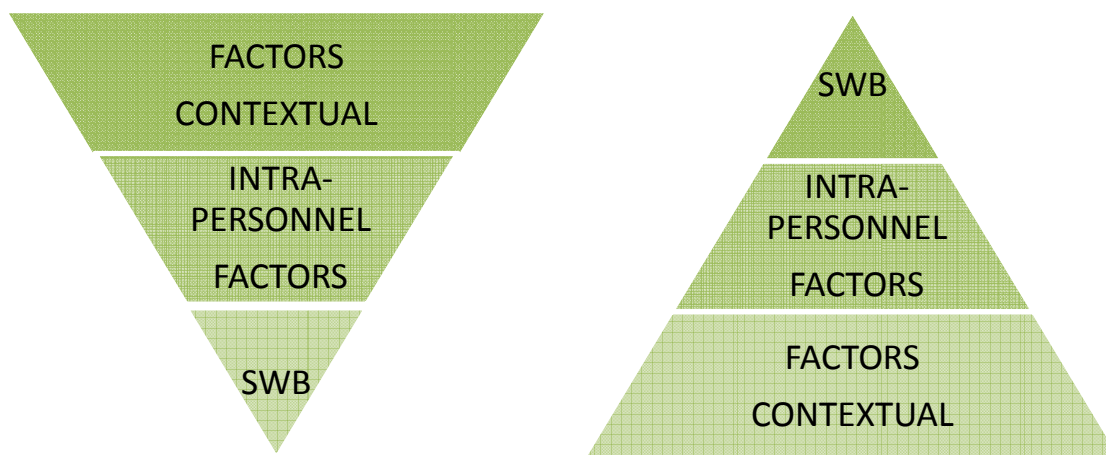 FACTORS
CONTEXTUAL
INTRA-
PERSONNEL
FACTORS
SWB
SWB
INTRA-
PERSONNEL
FACTORS
FACTORS
CONTEXTUAL